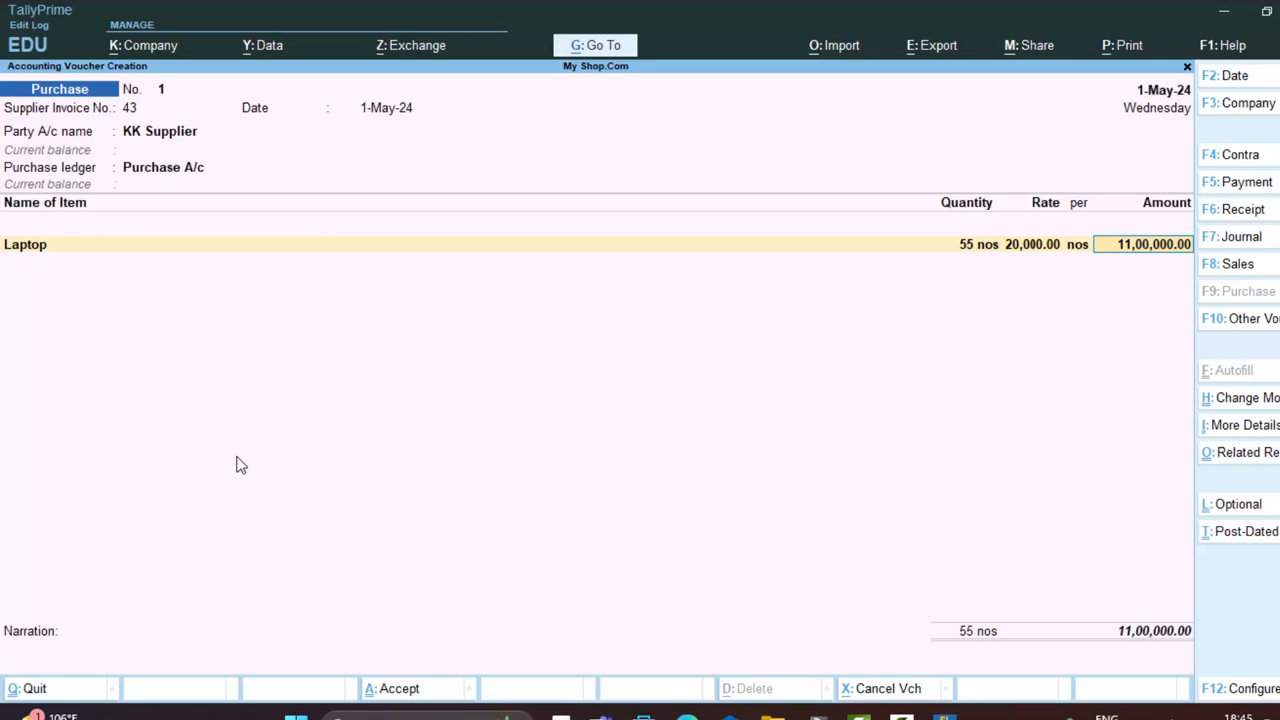 TallyPrime
Edit Log
MANAGE
EDU
K: Company
Y: Data
Z: Exchange
G: Go To
O: Import
E: Export
M: Share
P: Print
F1: Help
Accounting Voucher Creation
My Shop.Com
Purchase No. 1
1-May-24
Supplier Invoice No.: 43 Date : 1-May-24
Wednesday
Party A/c name : KK Supplier
Current balance :
Purchase ledger : Purchase A/c
Current balance :
Name of Item Quantity Rate per Amount
Laptop 55 nos 20,000.00 nos 11,00,000.00
Narration: 55 nos 11,00,000.00
Q: Quit
A: Accept
D: Delete
X: Cancel Vch
F2: Date
F3: Company
F4: Contra
F5: Payment
F6: Receipt
F7: Journal
F8: Sales
F9: Purchase
F10: Other Vo
F: Autofill
H: Change Mo
I: More Details
O: Related Re
L: Optional
T: Post-Dated
F12: Configure
1
106°F
ENG
18:45